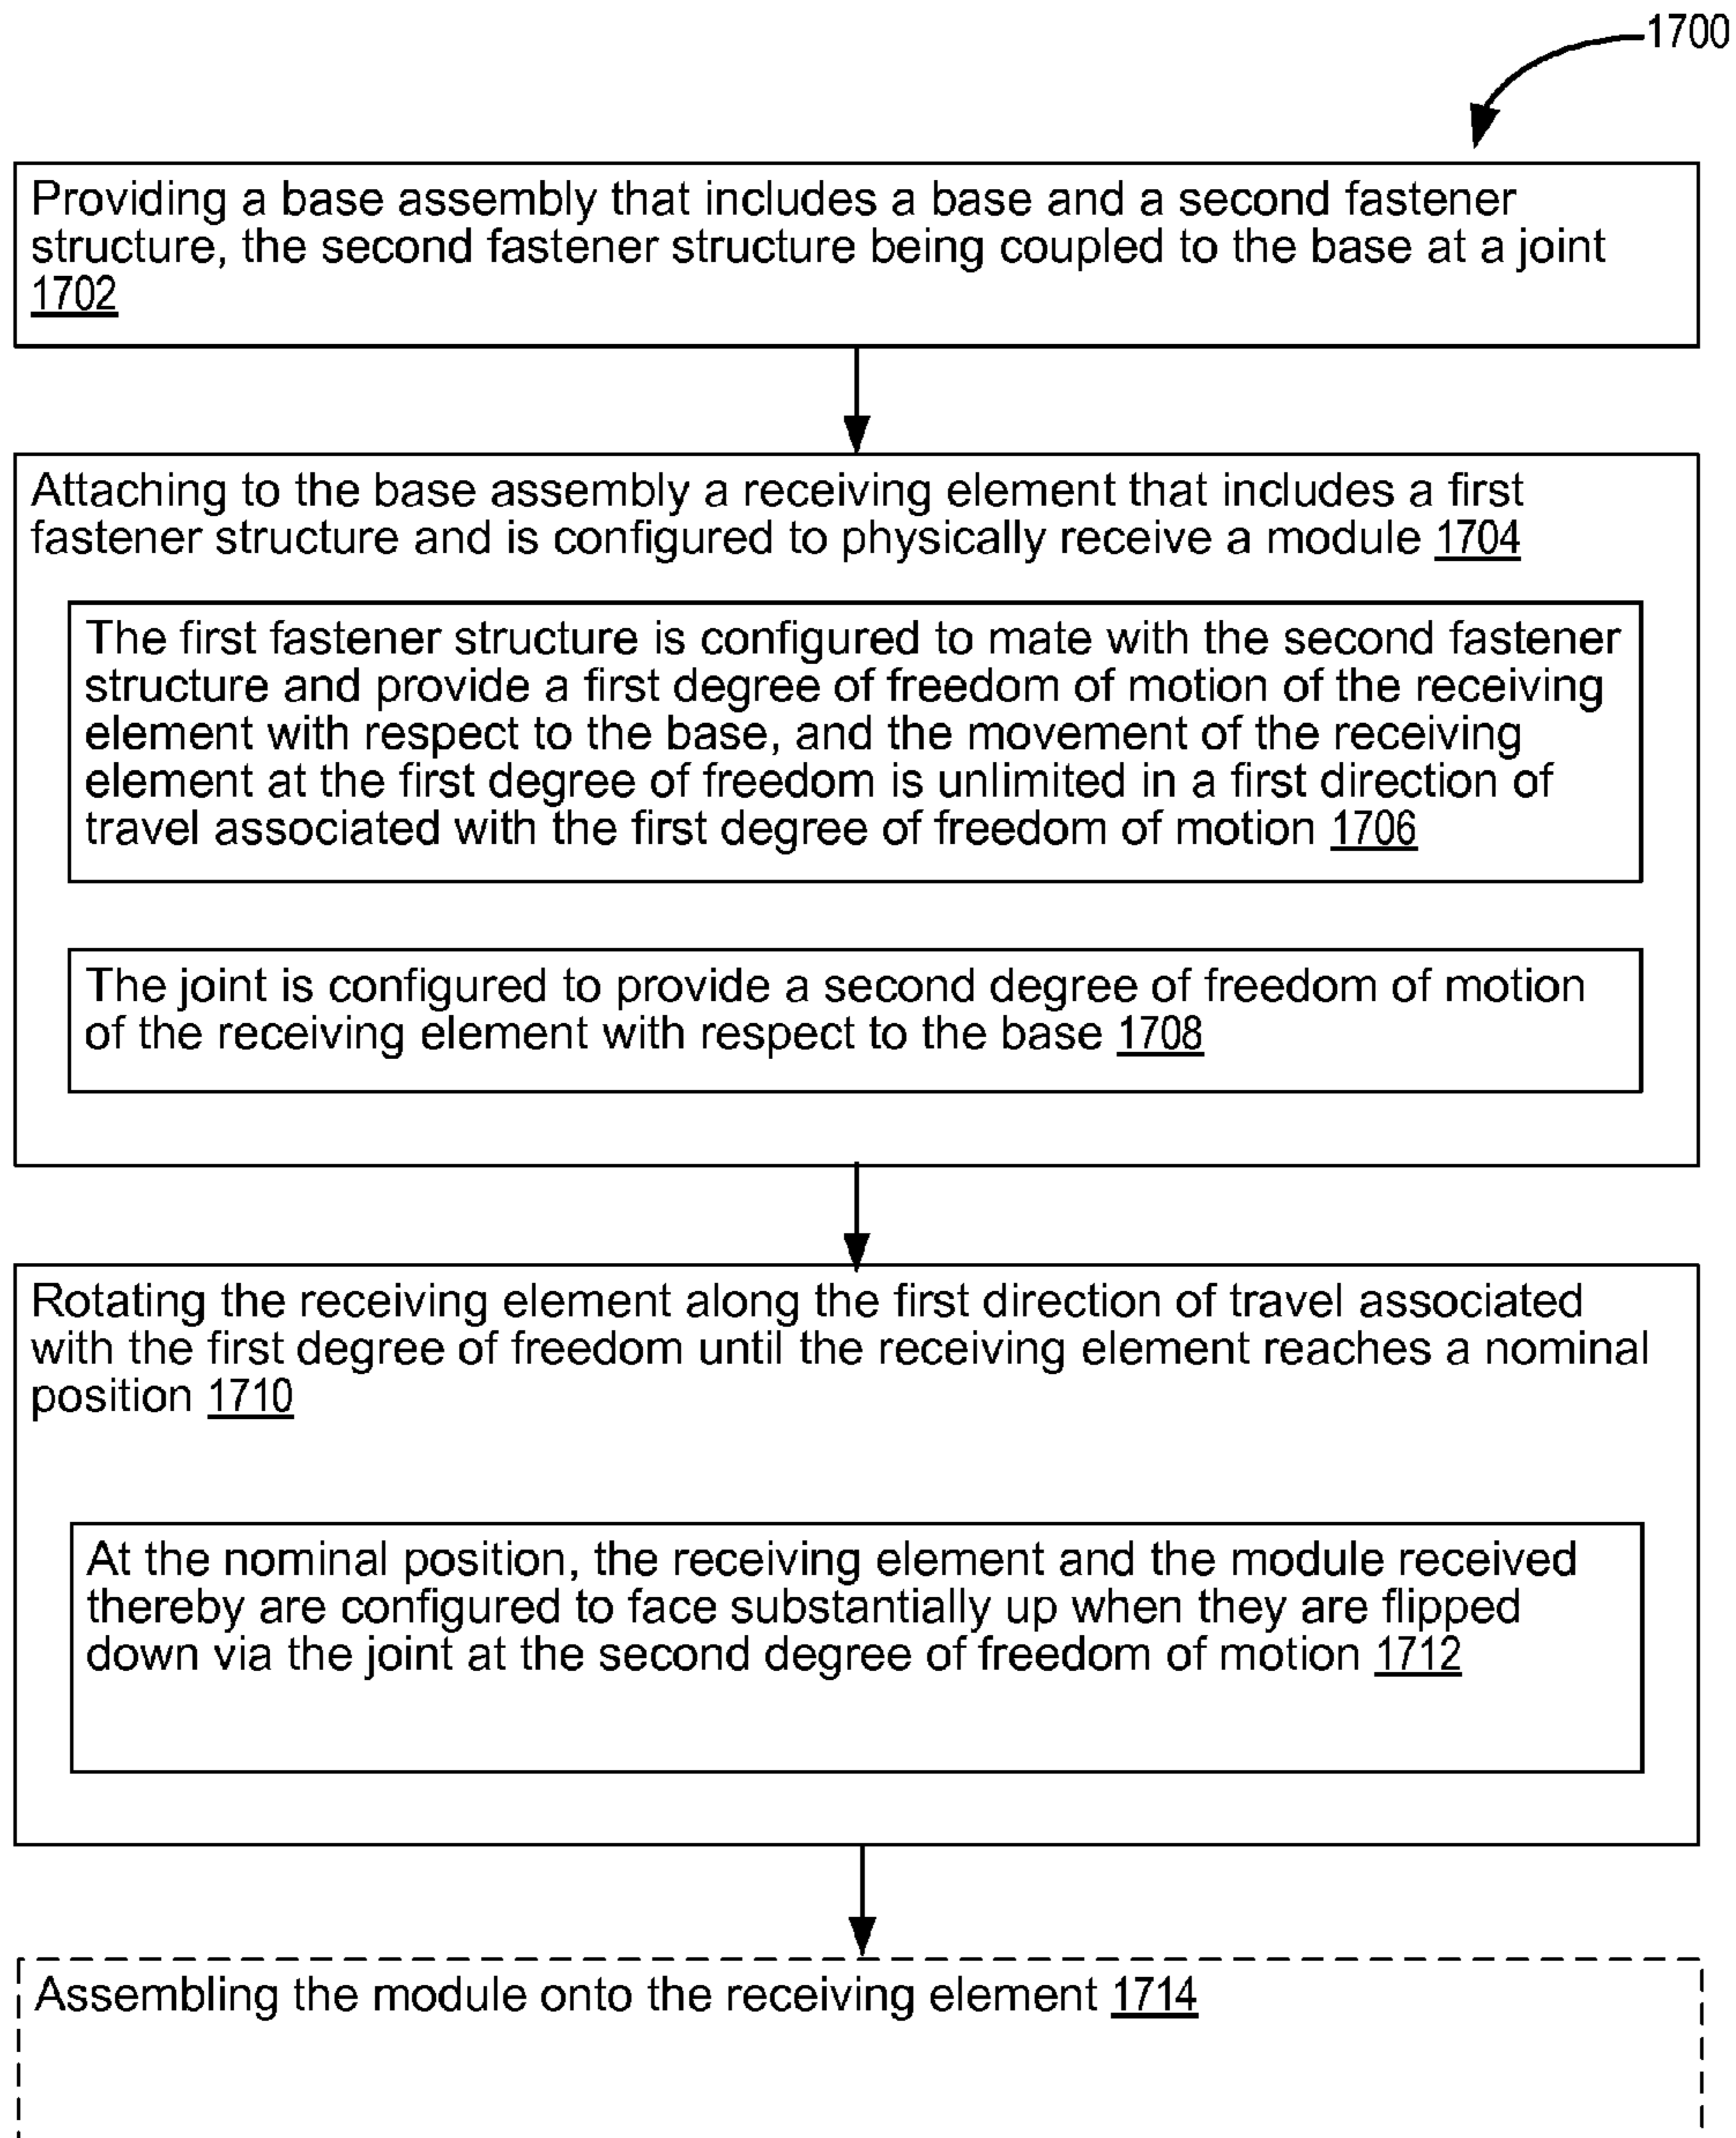 1700
Providing a base assembly that includes a base and a second fastener
structure, the second fastener structure being coupled to the base at a joint
1702
Attaching to the base assembly a receiving element that includes a first
fastener structure and is configured to physically receive a module 1704
The first fastener structure is configured to mate with the second fastener
structure and provide a first degree of freedom of motion of the receiving
element with respect to the base, and the movement of the receiving
element at the first degree of freedom is unlimited in a first direction of
travel associated with the first degree of freedom of motion 1706
The joint is configured to provide a second degree of freedom of motion
of the receiving element with respect to the base 1708
Rotating the receiving element along the first direction of travel associated
with the first degree of freedom until the receiving element reaches a nominal
position 1710
At the nominal position, the receiving element and the module received
thereby are configured to face substantially up when they are flipped
down via the joint at the second degree of freedom of motion 1712
Assembling the module onto the receiving element 1714